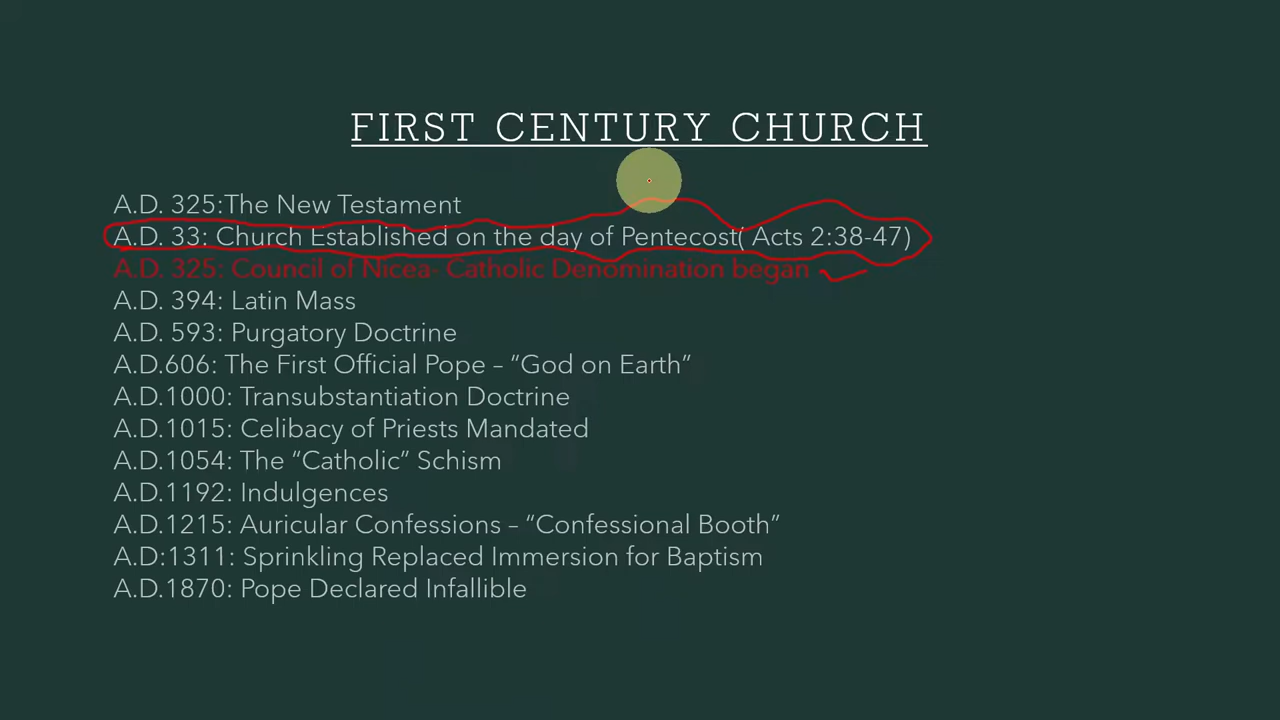 FIRST CENTURY CHURCH
A.D. 325:The New Testament
A.D. 33: Church Established on the day of Pentecost( Acts 2:38-47)
A.D. 325: Council of Nicea- Catholic Denomination began
A.D. 394: Latin Mass
A.D. 593: Purgatory Doctrine
A.D.606: The First Official Pope – “God on Earth”
A.D.1000: Transubstantiation Doctrine
A.D.1015: Celibacy of Priests Mandated
A.D.1054: The “Catholic” Schism
A.D.1192: Indulgences
A.D.1215: Auricular Confessions – “Confessional Booth”
A.D:1311: Sprinkling Replaced Immersion for Baptism
A.D.1870: Pope Declared Infallible